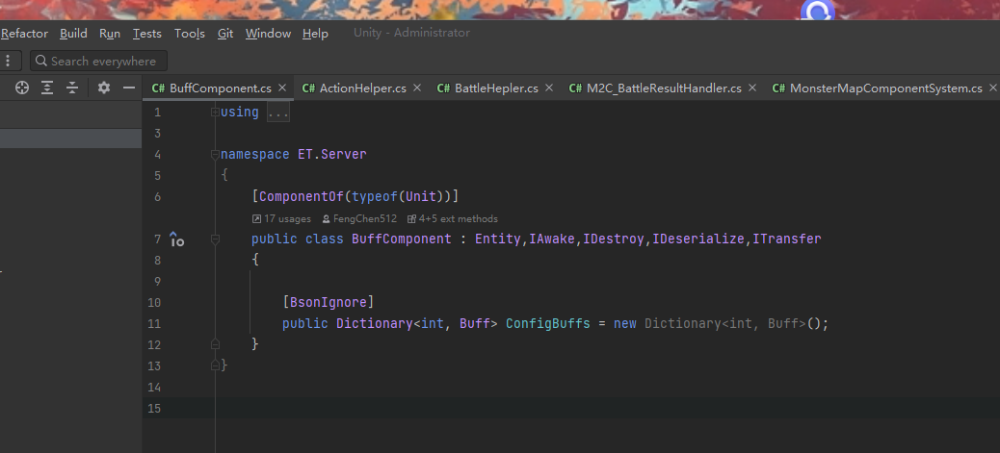 Refactor Build Run Tests Tools Git Window Help Unity - Administrator
Search everywhere
C# BuffComponent.cs C# ActionHelper.cs C# BattleHepler.cs C# M2C_BattleResultHandler.cs C# MonsterMapComponentSystem.cs
1 using ...
3
4 namespace ET.Server
5 {
6 [ComponentOf(typeof(Unit))]
17 usages FengChen512 4+5 ext methods
7 public class BuffComponent : Entity,IAwake,IDestroy,IDeserialize,ITransfer
8 {
9
10 [BsonIgnore]
11 public Dictionary<int, Buff> ConfigBuffs = new Dictionary<int, Buff>();
12 }
13 }
14
15